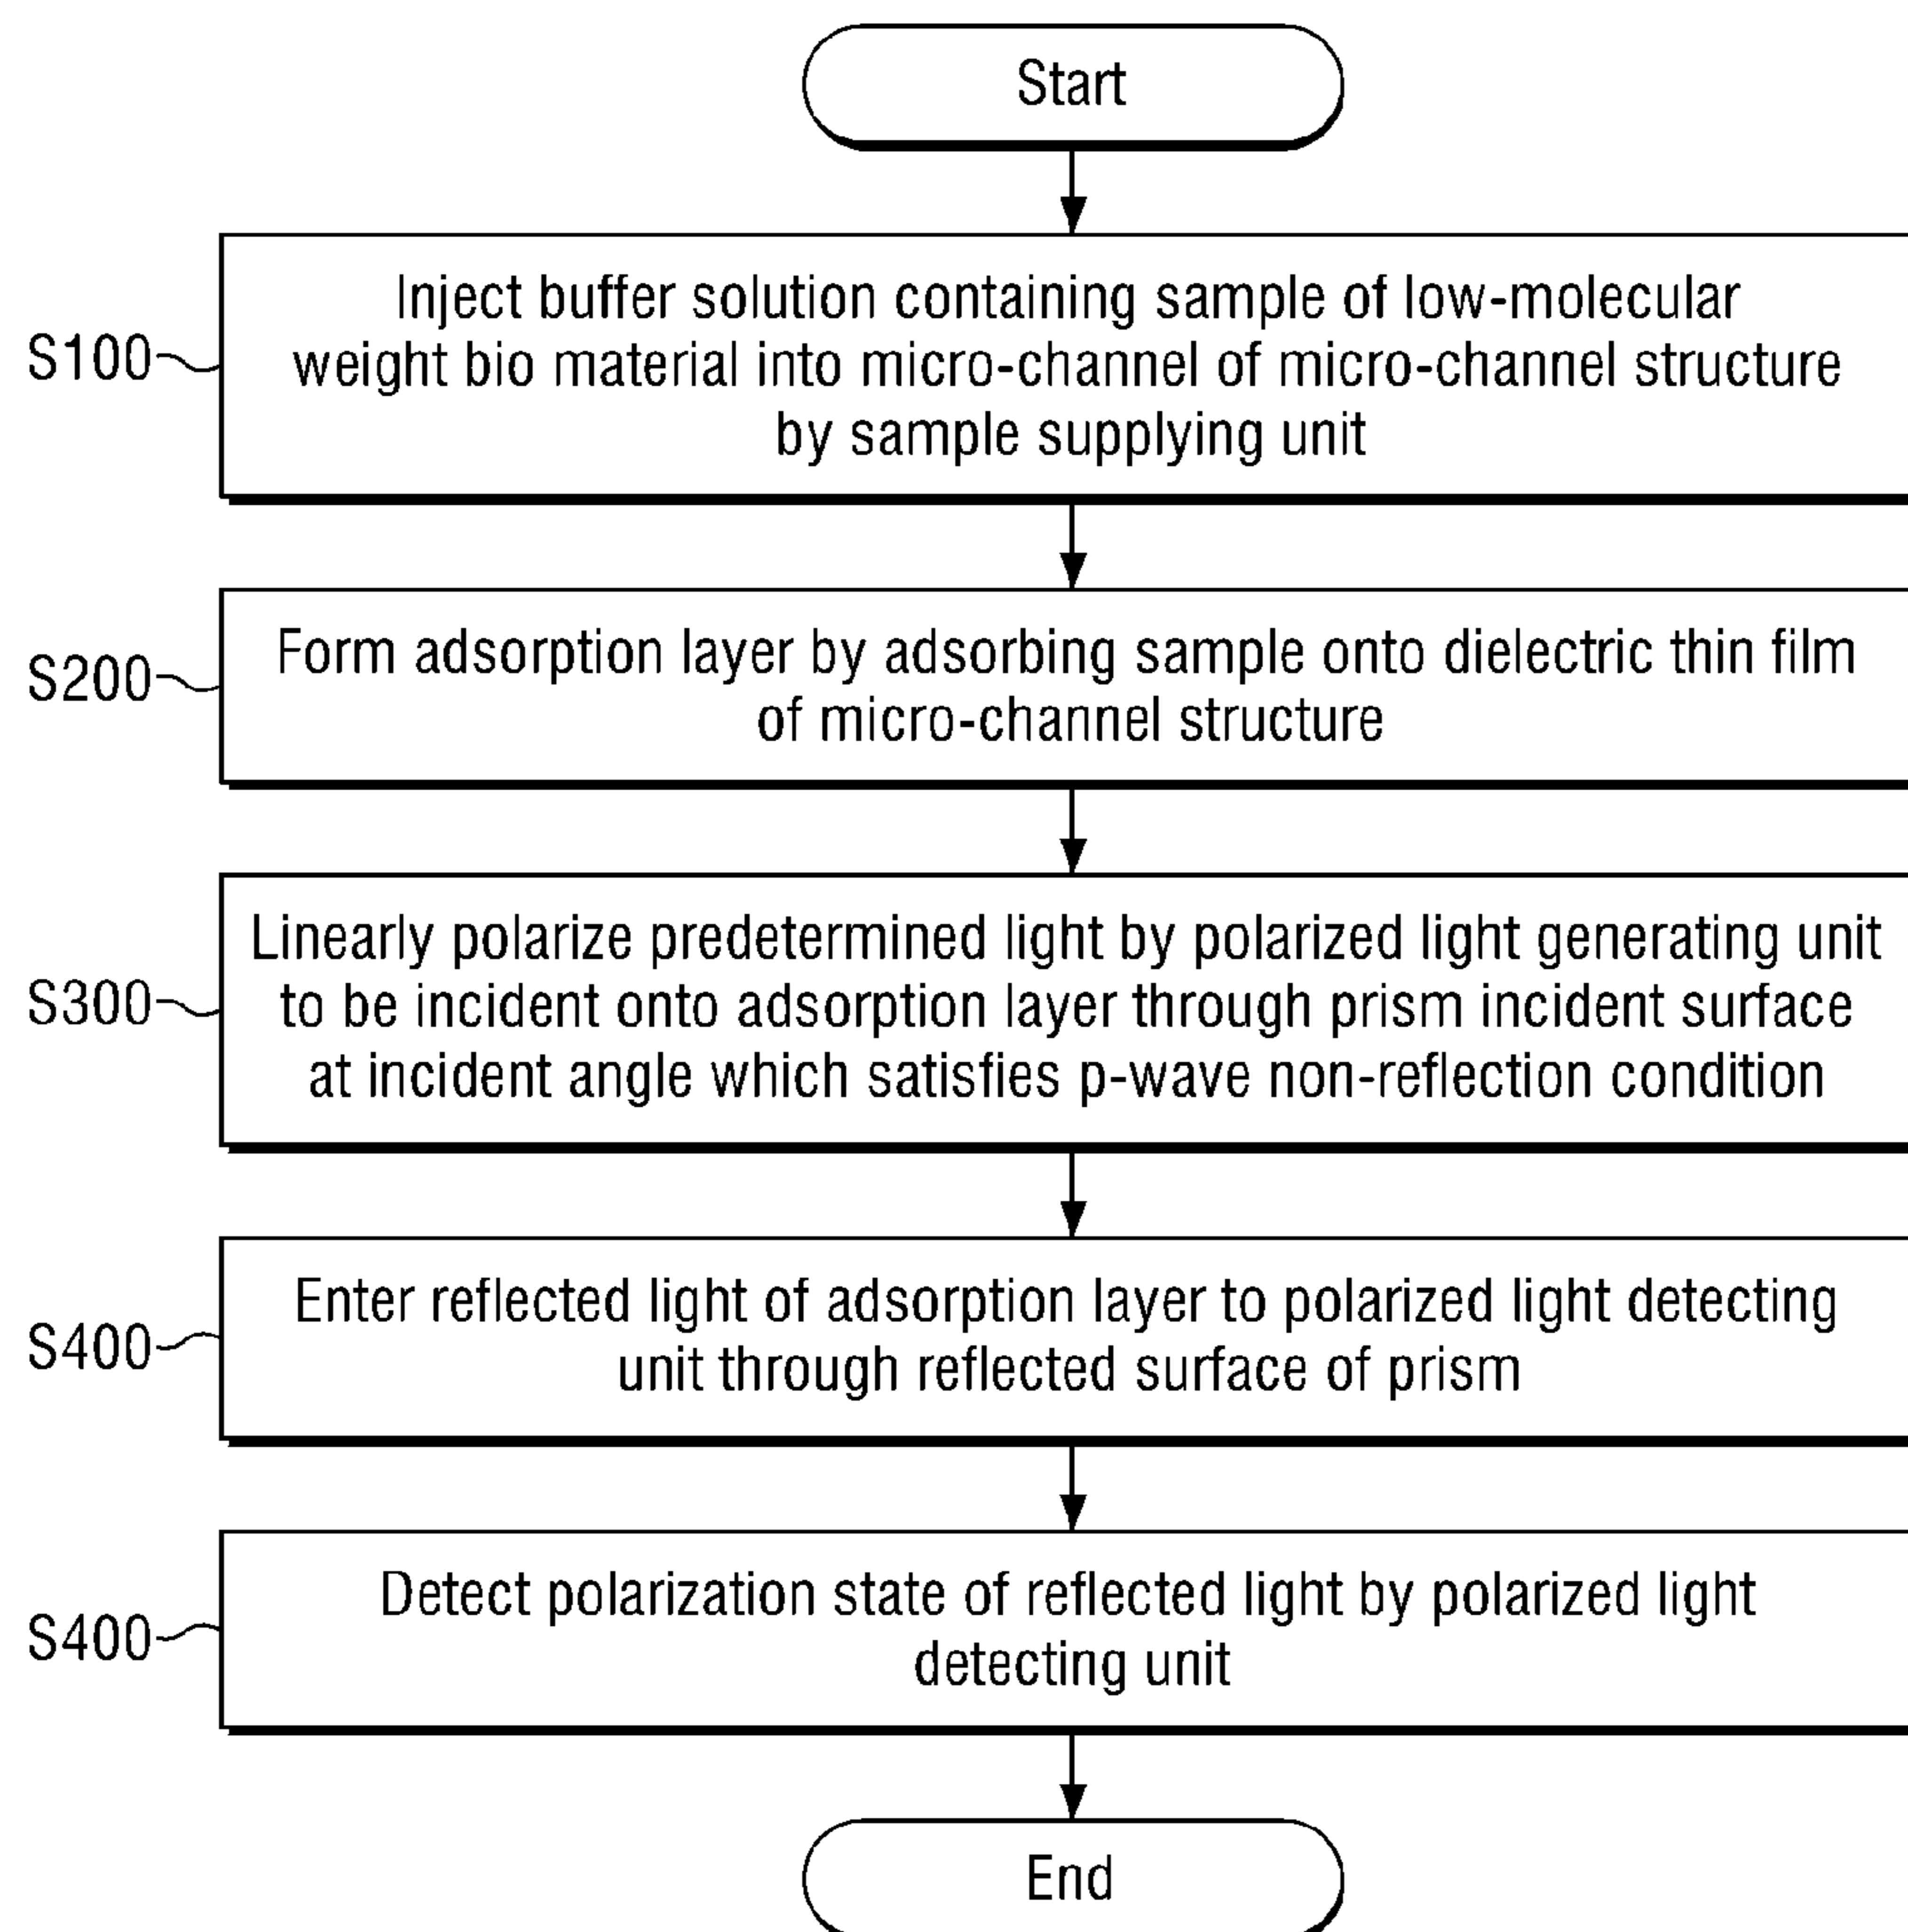 Start
S100
Inject buffer solution containing sample of low-molecular
weight bio material into micro-channel of micro-channel structure
by sample supplying unit
S200
Form adsorption layer by adsorbing sample onto dielectric thin film
of micro-channel structure
S300
Linearly polarize predetermined light by polarized light generating unit
to be incident onto adsorption layer through prism incident surface
at incident angle which satisfies p-wave non-reflection condition
S400
Enter reflected light of adsorption layer to polarized light detecting
unit through reflected surface of prism
S400
Detect polarization state of reflected light by polarized light
detecting unit
End